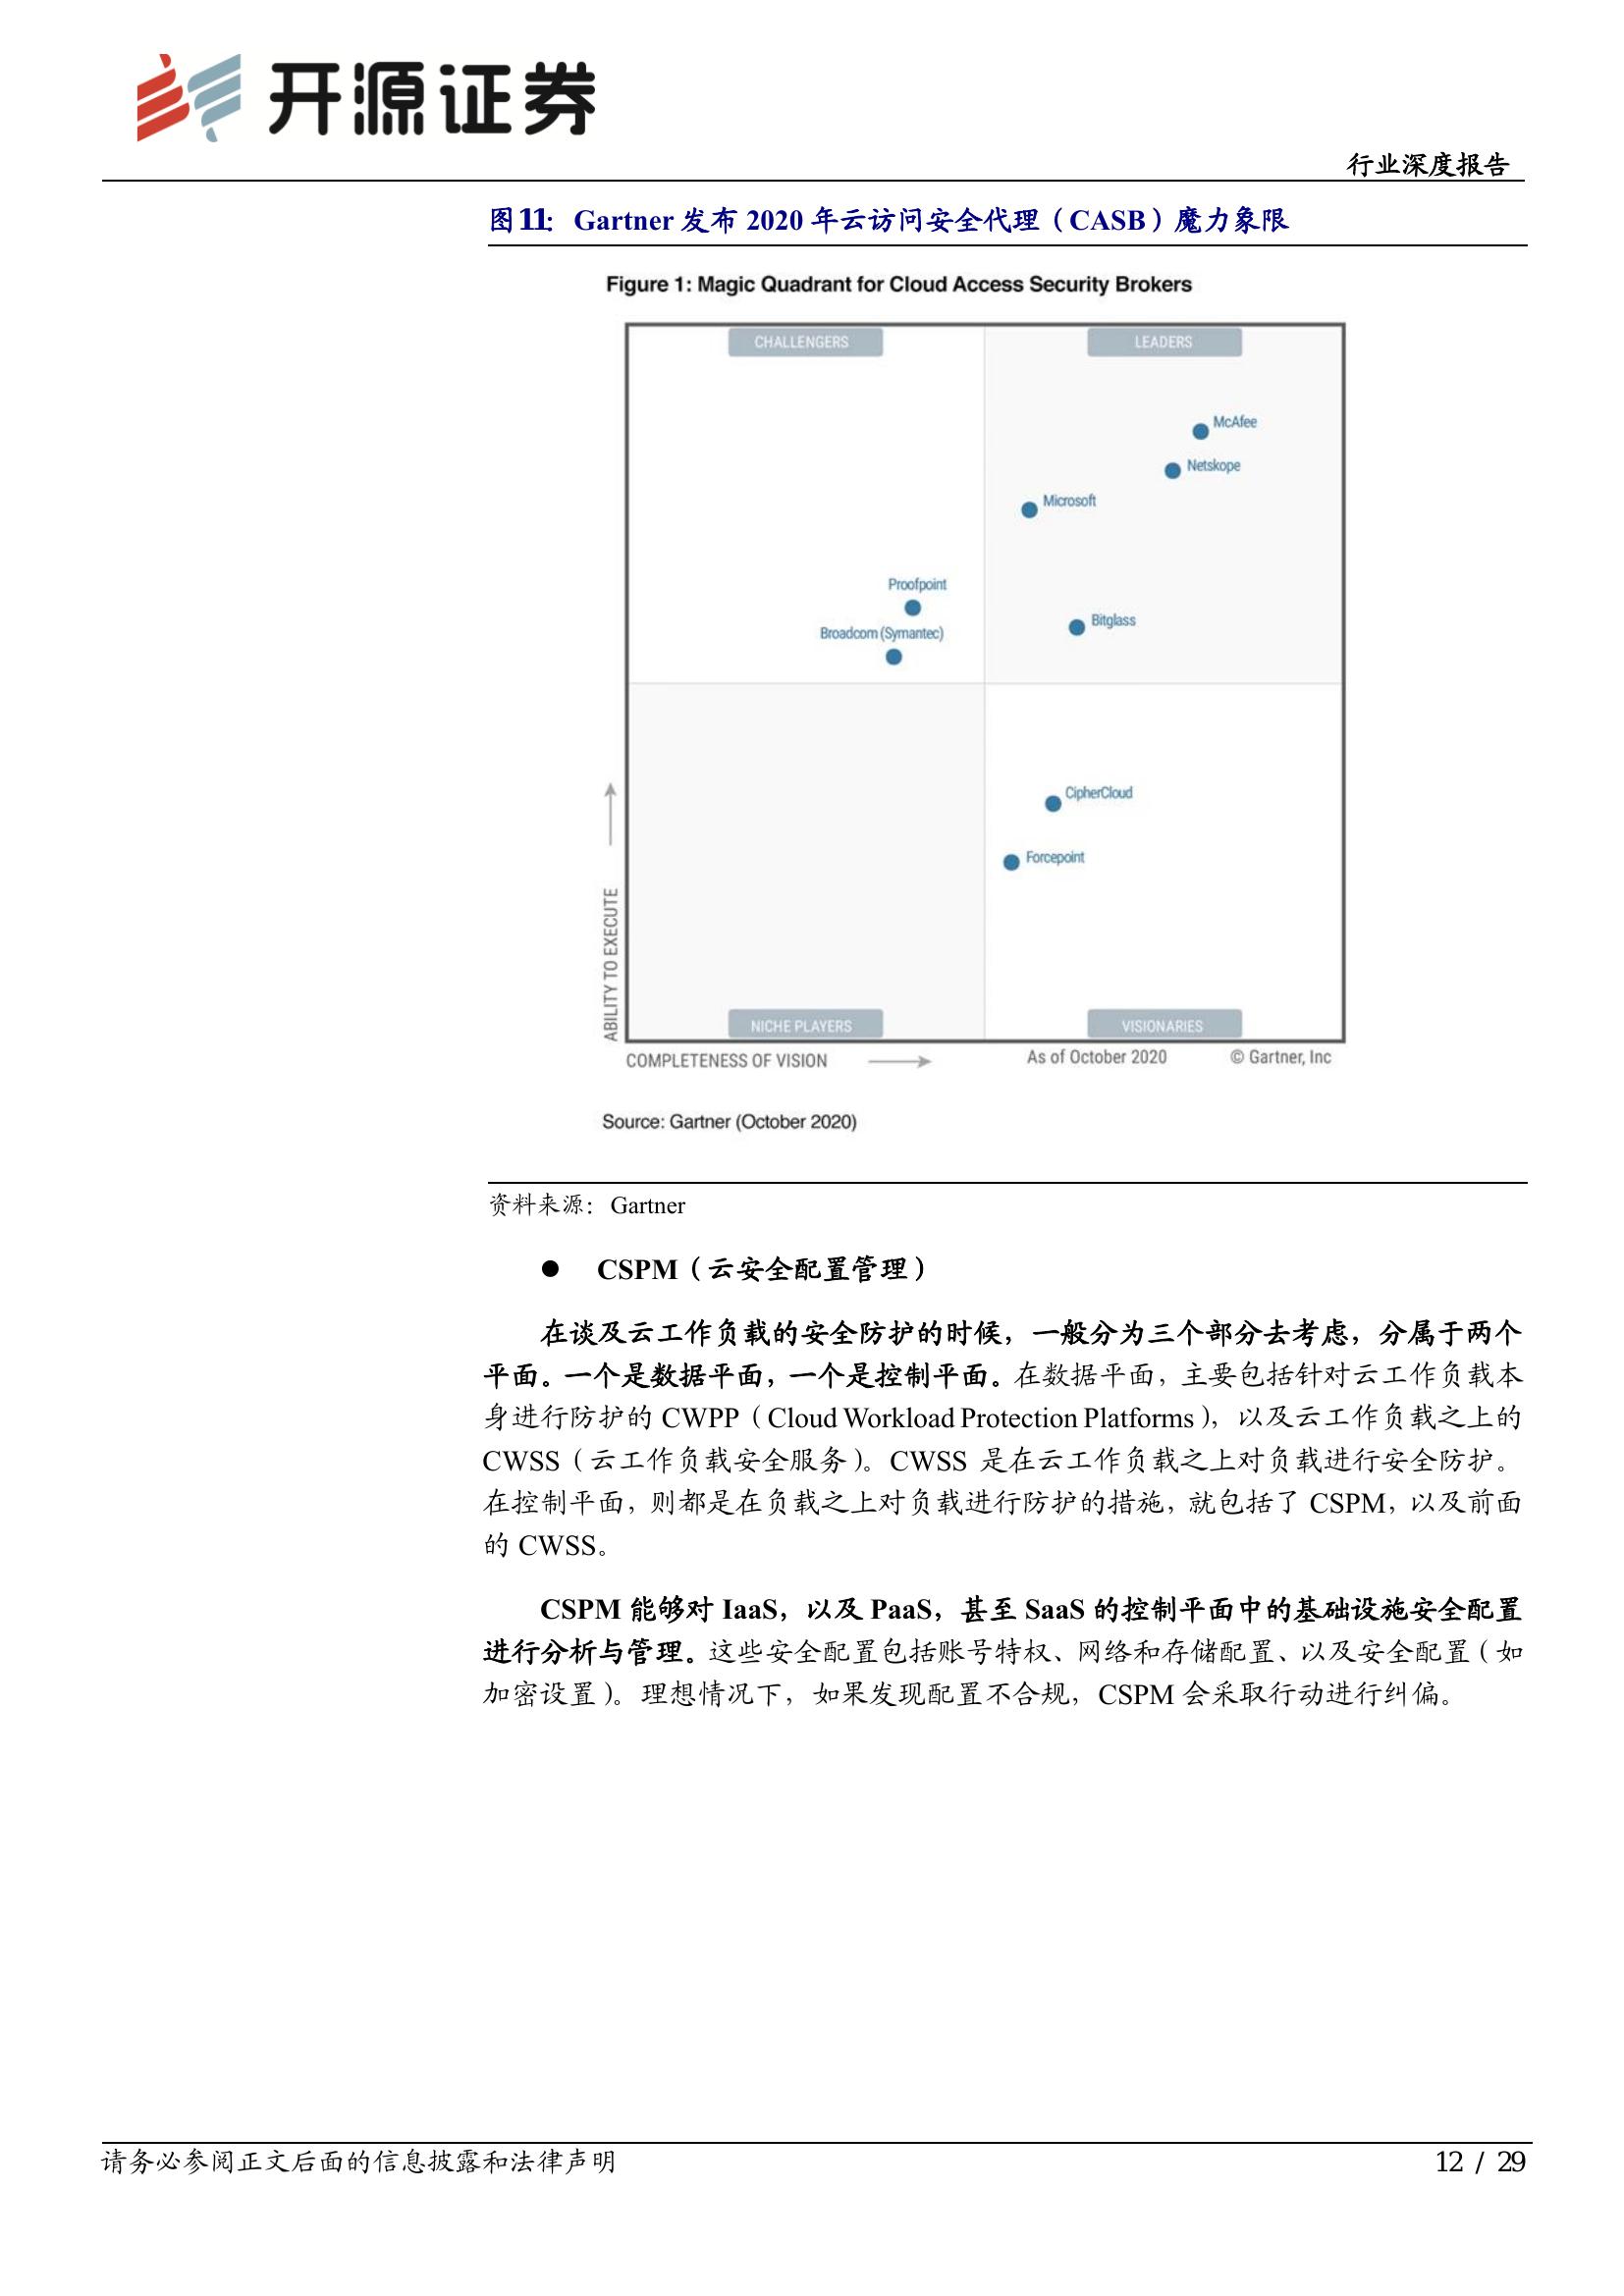 开源证券
行业深度报告
图11: Gartner 发布 2020 年云访问安全代理（CASB）魔力象限
Figure 1: Magic Quadrant for Cloud Access Security Brokers
CHALLENGERS
LEADERS
McAfee
Netskope
Microsoft
Proofpoint
Broadcom (Symantec)
Bitglass
CipherCloud
Forcepoint
ABILITY TO EXECUTE
NICHE PLAYERS
VISIONARIES
COMPLETENESS OF VISION
As of October 2020
© Gartner, Inc
Source: Gartner (October 2020)
资料来源：Gartner
● CSPM（云安全配置管理）
在谈及云工作负载的安全防护的时候，一般分为三个部分去考虑，分属于两个
平面。一个是数据平面，一个是控制平面。在数据平面，主要包括针对云工作负载本
身进行防护的 CWPP（Cloud Workload Protection Platforms），以及云工作负载之上的
CWSS（云工作负载安全服务）。CWSS 是在云工作负载之上对负载进行安全防护。
在控制平面，则都是在负载之上对负载进行防护的措施，就包括了 CSPM，以及前面
的 CWSS。
CSPM 能够对 IaaS，以及 PaaS，甚至 SaaS 的控制平面中的基础设施安全配置
进行分析与管理。这些安全配置包括账号特权、网络和存储配置、以及安全配置（如
加密设置）。理想情况下，如果发现配置不合规，CSPM 会采取行动进行纠偏。
请务必参阅正文后面的信息披露和法律声明
12 / 29